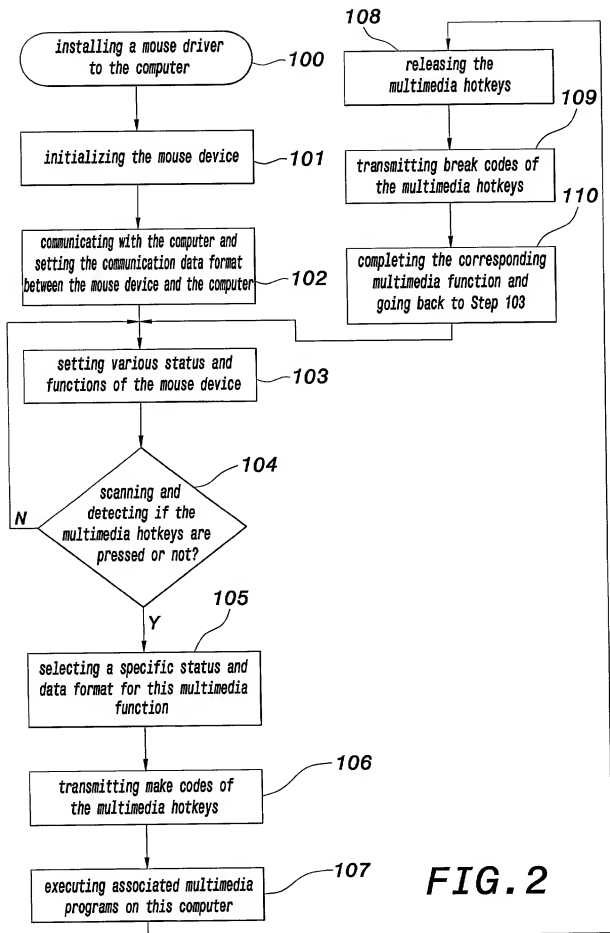 installing a mouse driver
to the computer
100
initializing the mouse device
101
communicating with the computer and
setting the communication data format
between the mouse device and the computer
102
setting various status and
functions of the mouse device
103
104
scanning and
detecting if the
multimedia hotkeys are
pressed or not?
N
Y
105
selecting a specific status and
data format for this multimedia
function
106
transmitting make codes of
the multimedia hotkeys
107
executing associated multimedia
programs on this computer
108
releasing the
multimedia hotkeys
109
transmitting break codes of
the multimedia hotkeys
110
completing the corresponding
multimedia function and
going back to Step 103
FIG.2